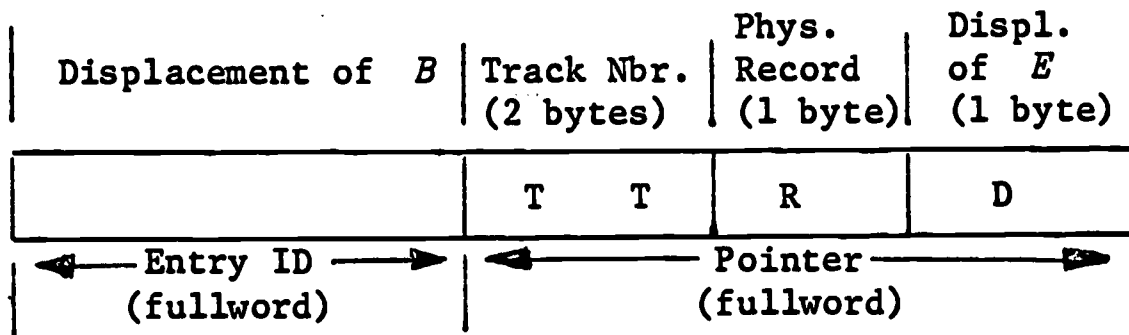 Phys. Displ.
Displacement of B Track Nbr. Record of E
(2 bytes) (1 byte) (1 byte)
T T R D
Entry ID Pointer
(fullword) (fullword)